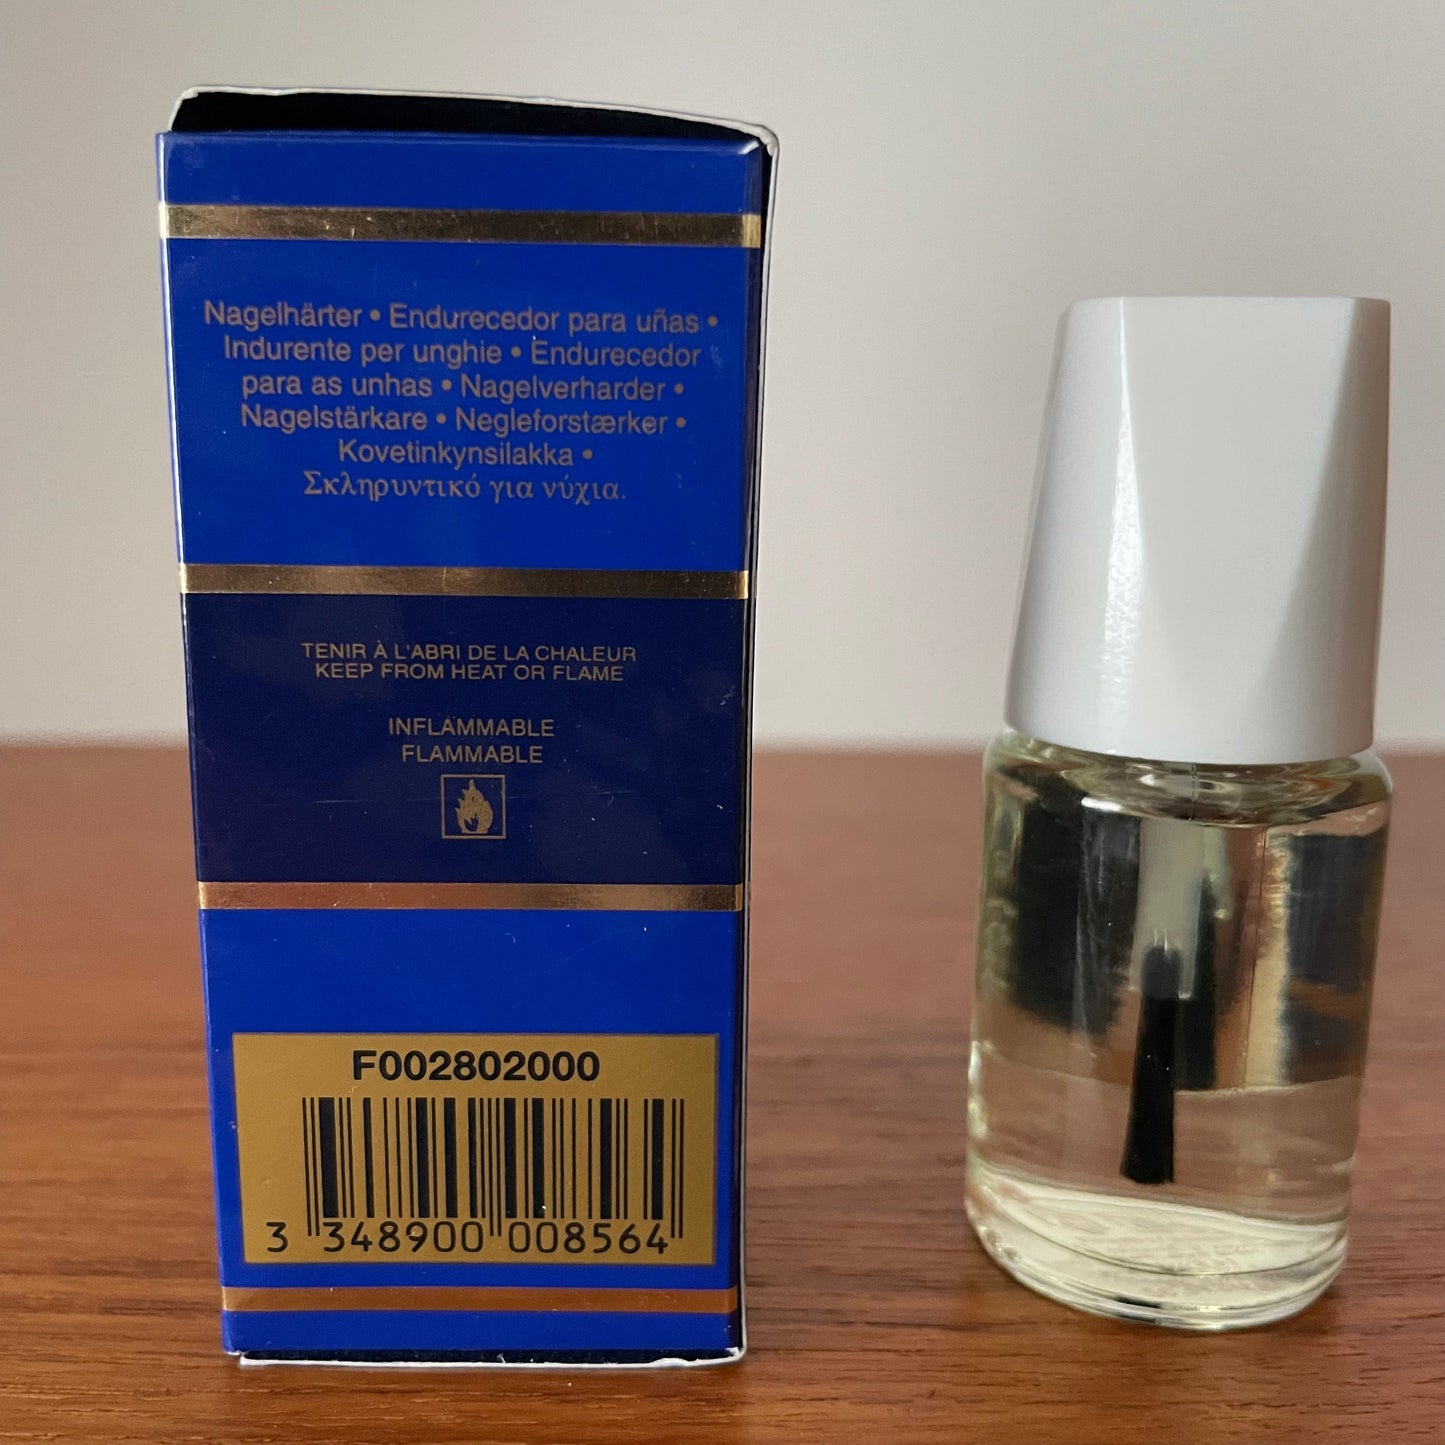 Nagelhärter • Endurecedor para uñas •
Indurente per unghie • Endurecedor
para as unhas • Nagelverharder •
Nagelstärkare • Negleforstærker •
Kovetinkynsilakka •
Σκληρυντικό για νύχια.
TENIR À L'ABRI DE LA CHALEUR
KEEP FROM HEAT OR FLAME
INFLAMMABLE
FLAMMABLE
F002802000
3 348900 008564